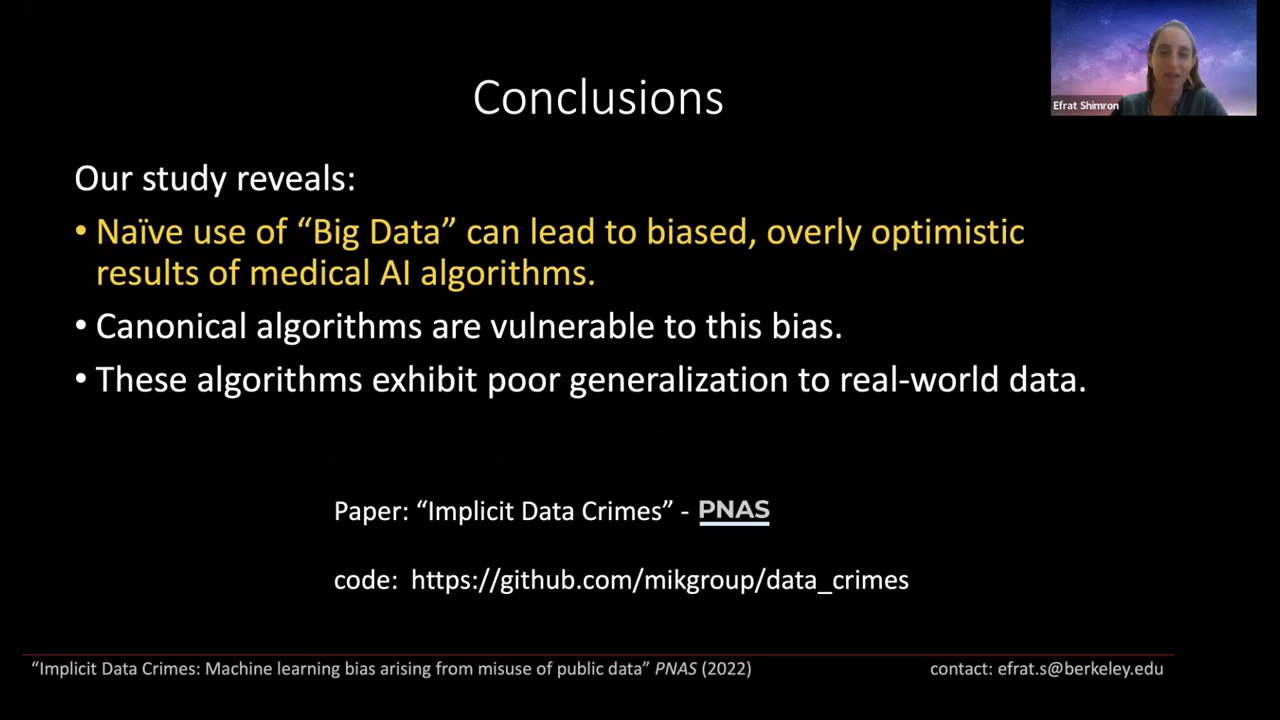 Efrat Shimron
Conclusions
Our study reveals:
• Naïve use of “Big Data” can lead to biased, overly optimistic
results of medical AI algorithms.
• Canonical algorithms are vulnerable to this bias.
• These algorithms exhibit poor generalization to real-world data.
Paper: “Implicit Data Crimes” - PNAS
code: https://github.com/mikgroup/data_crimes
“Implicit Data Crimes: Machine learning bias arising from misuse of public data” PNAS (2022)
contact: efrat.s@berkeley.edu